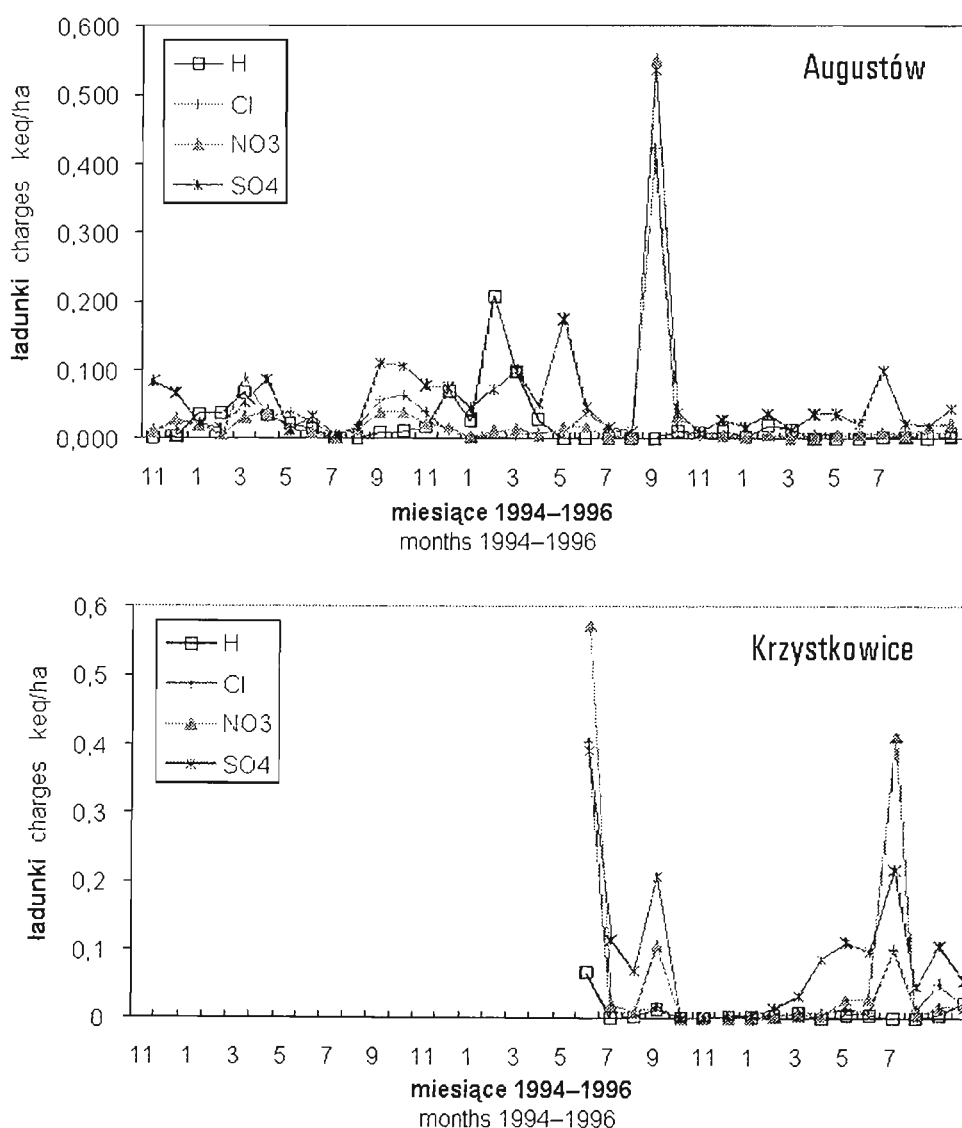 Augustów
H
Cl
NO3
SO4
ładunki charges keq/ha
0,600
0,500
0,400
0,300
0,200
0,100
0,000
11 1 3 5 7 9 11 1 3 5 7 9 11 1 3 5 7
miesiące 1994–1996
months 1994–1996
Krzystkowice
H
Cl
NO3
SO4
ładunki charges keq/ha
0,6
0,5
0,4
0,3
0,2
0,1
0
11 1 3 5 7 9 11 1 3 5 7 9 11 1 3 5 7
miesiące 1994–1996
months 1994–1996